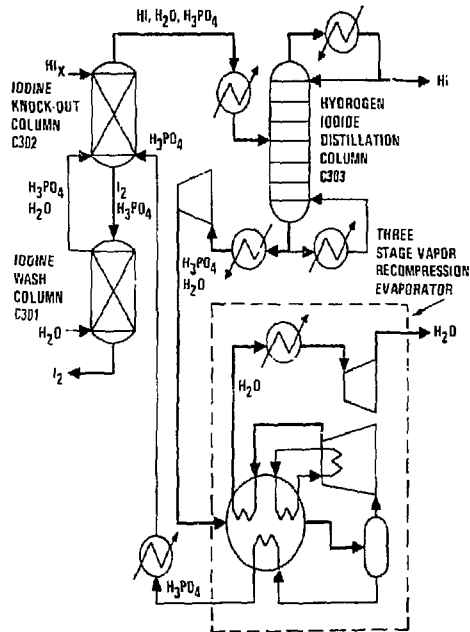 HI, H₂O, H₃PO₄
HIX
IODINE
KNOCK-OUT
COLUMN
C302
H₃PO₄
HI
HYDROGEN
IODIDE
DISTILLATION
COLUMN
C303
H₃PO₄
H₂O
I₂
H₃PO₄
IODINE
WASH
COLUMN
C301
H₂O
I₂
H₃PO₄
H₂O
THREE
STAGE VAPOR
RECOMPRESSION
EVAPORATOR
H₂O
H₂O
H₃PO₄